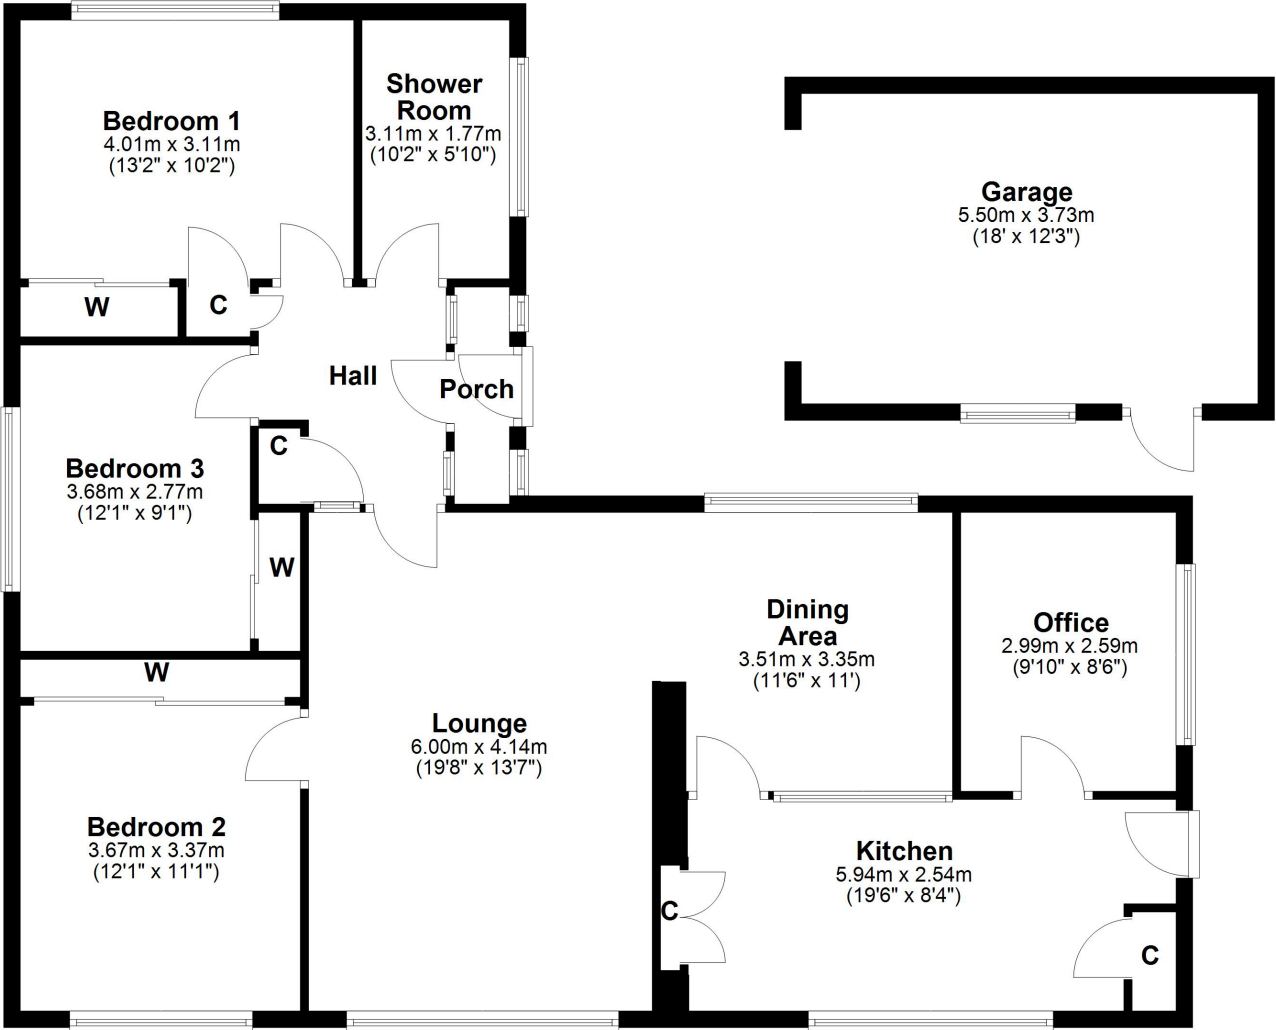 Bedroom 1
4.01m x 3.11m
(13'2" x 10'2")
Shower
Room
3.11m x 1.77m
(10'2" x 5'10")
Garage
5.50m x 3.73m
(18' x 12'3")
W
C
Hall
Porch
C
Bedroom 3
3.68m x 2.77m
(12'1" x 9'1")
W
Dining
Area
3.51m x 3.35m
(11'6" x 11')
Office
2.99m x 2.59m
(9'10" x 8'6")
W
Lounge
6.00m x 4.14m
(19'8" x 13'7")
Bedroom 2
3.67m x 3.37m
(12'1" x 11'1")
Kitchen
5.94m x 2.54m
(19'6" x 8'4")
C
C